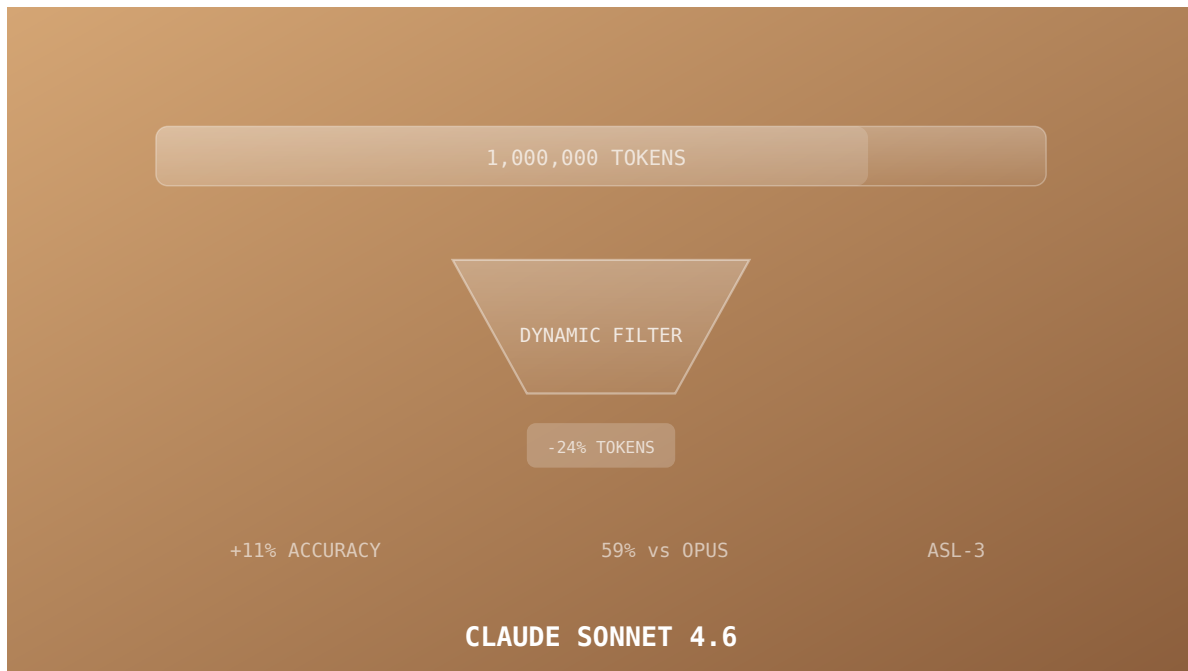 1,000,000 TOKENS
DYNAMIC FILTER
-24% TOKENS
+11% ACCURACY
59% vs OPUS
ASL-3
CLAUDE SONNET 4.6